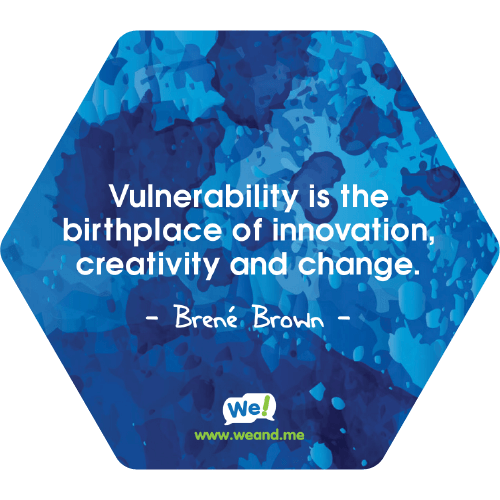 Vulnerability is the
birthplace of innovation,
creativity and change.
- Brené Brown -
We!
www.weand.me